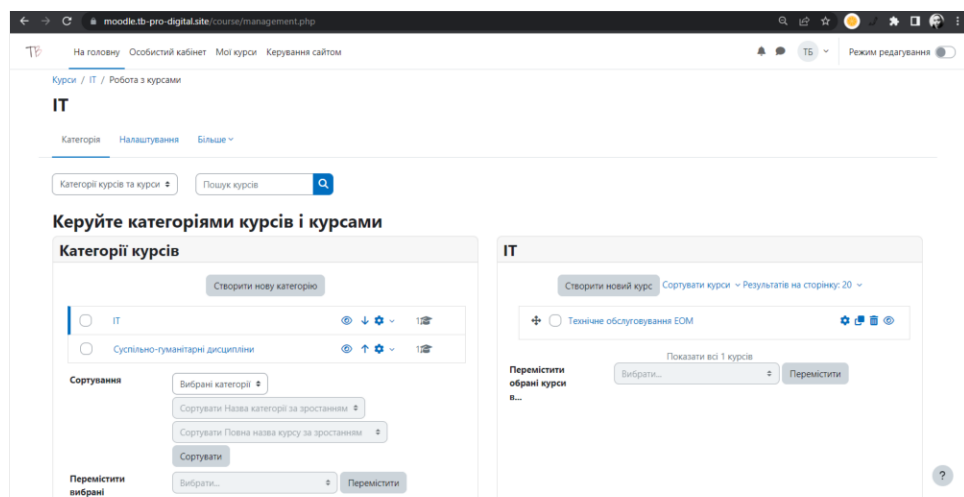 moodle.tb-pro-digital.site/course/management.php
ТВ На головну Особистий кабінет Мої курси Керування сайтом ТБ Режим редагування
Курси / IT / Робота з курсами
IT
Категорія Налаштування Більше
Категорії курсів та курси Пошук курсів
Керуйте категоріями курсів і курсами
Категорії курсів
Створити нову категорію
IT 1
Суспільно-гуманітарні дисципліни 1
Сортування Вибрані категорії
Сортувати Назва категорії за зростанням
Сортувати Повна назва курсу за зростанням
Сортувати
Перемістити вибрані Вибрати... Перемістити
IT
Створити новий курс Сортувати курси Результатів на сторінку: 20
Технічне обслуговування ЕОМ
Показати всі 1 курсів
Перемістити обрані курси в... Вибрати... Перемістити
?